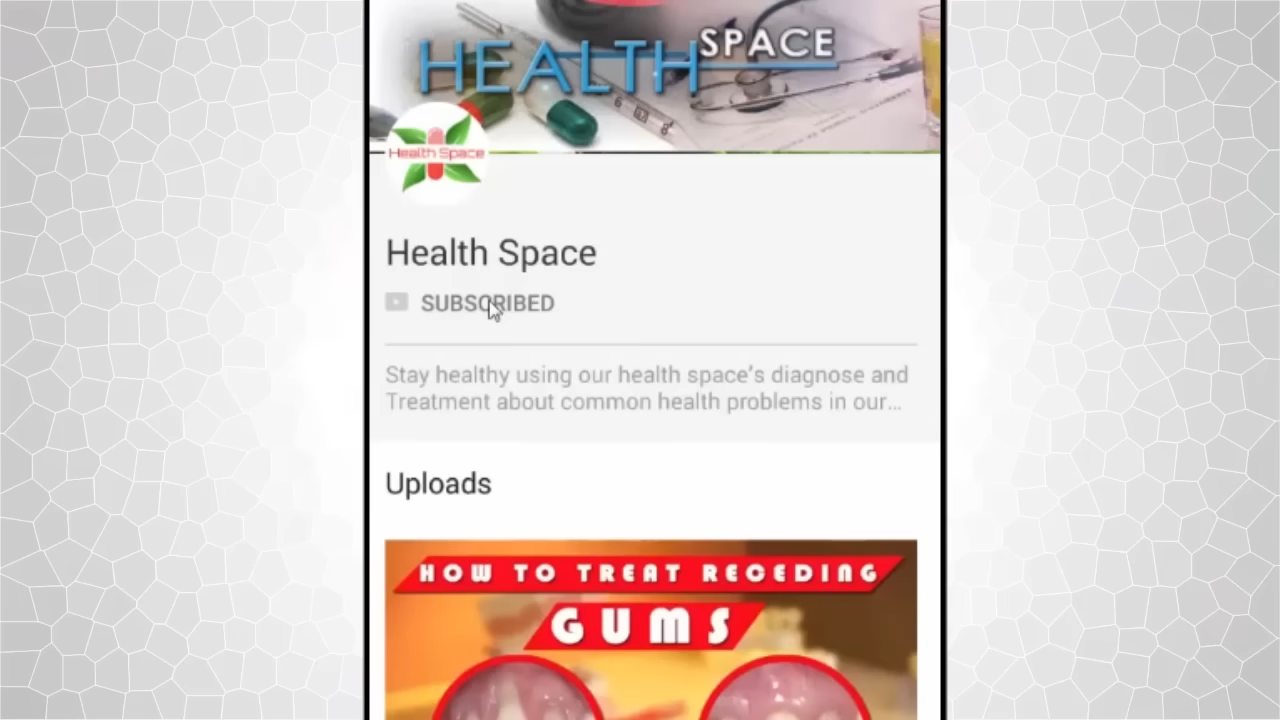 HEALTH SPACE
Health Space
Health Space
SUBSCRIBED
Stay healthy using our health space's diagnose and
Treatment about common health problems in our...
Uploads
HOW TO TREAT RECEDING
GUMS